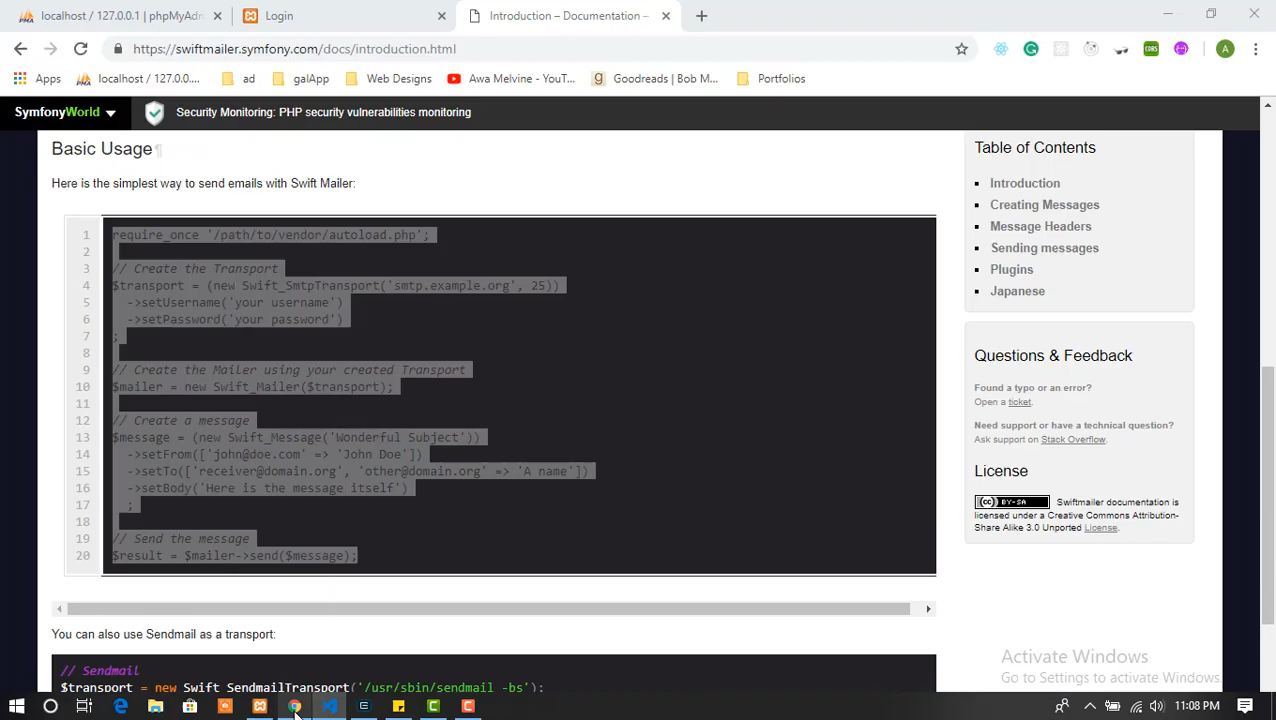 localhost / 127.0.0.1 | phpMyAdm
Login
Introduction – Documentation –
https://swiftmailer.symfony.com/docs/introduction.html
A
Apps
localhost / 127.0.0....
ad
galApp
Web Designs
Awa Melvine - YouT...
Goodreads | Bob M...
Portfolios
SymfonyWorld
Security Monitoring: PHP security vulnerabilities monitoring
Basic Usage¶
Here is the simplest way to send emails with Swift Mailer:
1 require_once '/path/to/vendor/autoload.php';
2
3 // Create the Transport
4 $transport = (new Swift_SmtpTransport('smtp.example.org', 25))
5 ->setUsername('your username')
6 ->setPassword('your password')
7 ;
8
9 // Create the Mailer using your created Transport
10 $mailer = new Swift_Mailer($transport);
11
12 // Create a message
13 $message = (new Swift_Message('Wonderful Subject'))
14 ->setFrom(['john@doe.com' => 'John Doe'])
15 ->setTo(['receiver@domain.org', 'other@domain.org' => 'A name'])
16 ->setBody('Here is the message itself')
17 ;
18
19 // Send the message
20 $result = $mailer->send($message);
You can also use Sendmail as a transport:
// Sendmail
$transport = new Swift_SendmailTransport('/usr/sbin/sendmail -bs');
Table of Contents
Introduction
Creating Messages
Message Headers
Sending messages
Plugins
Japanese
Questions & Feedback
Found a typo or an error?
Open a ticket.
Need support or have a technical question?
Ask support on Stack Overflow.
License
BY-SA Swiftmailer documentation is
licensed under a Creative Commons Attribution-
Share Alike 3.0 Unported License.
Activate Windows
Go to Settings to activate Windows.
11:08 PM